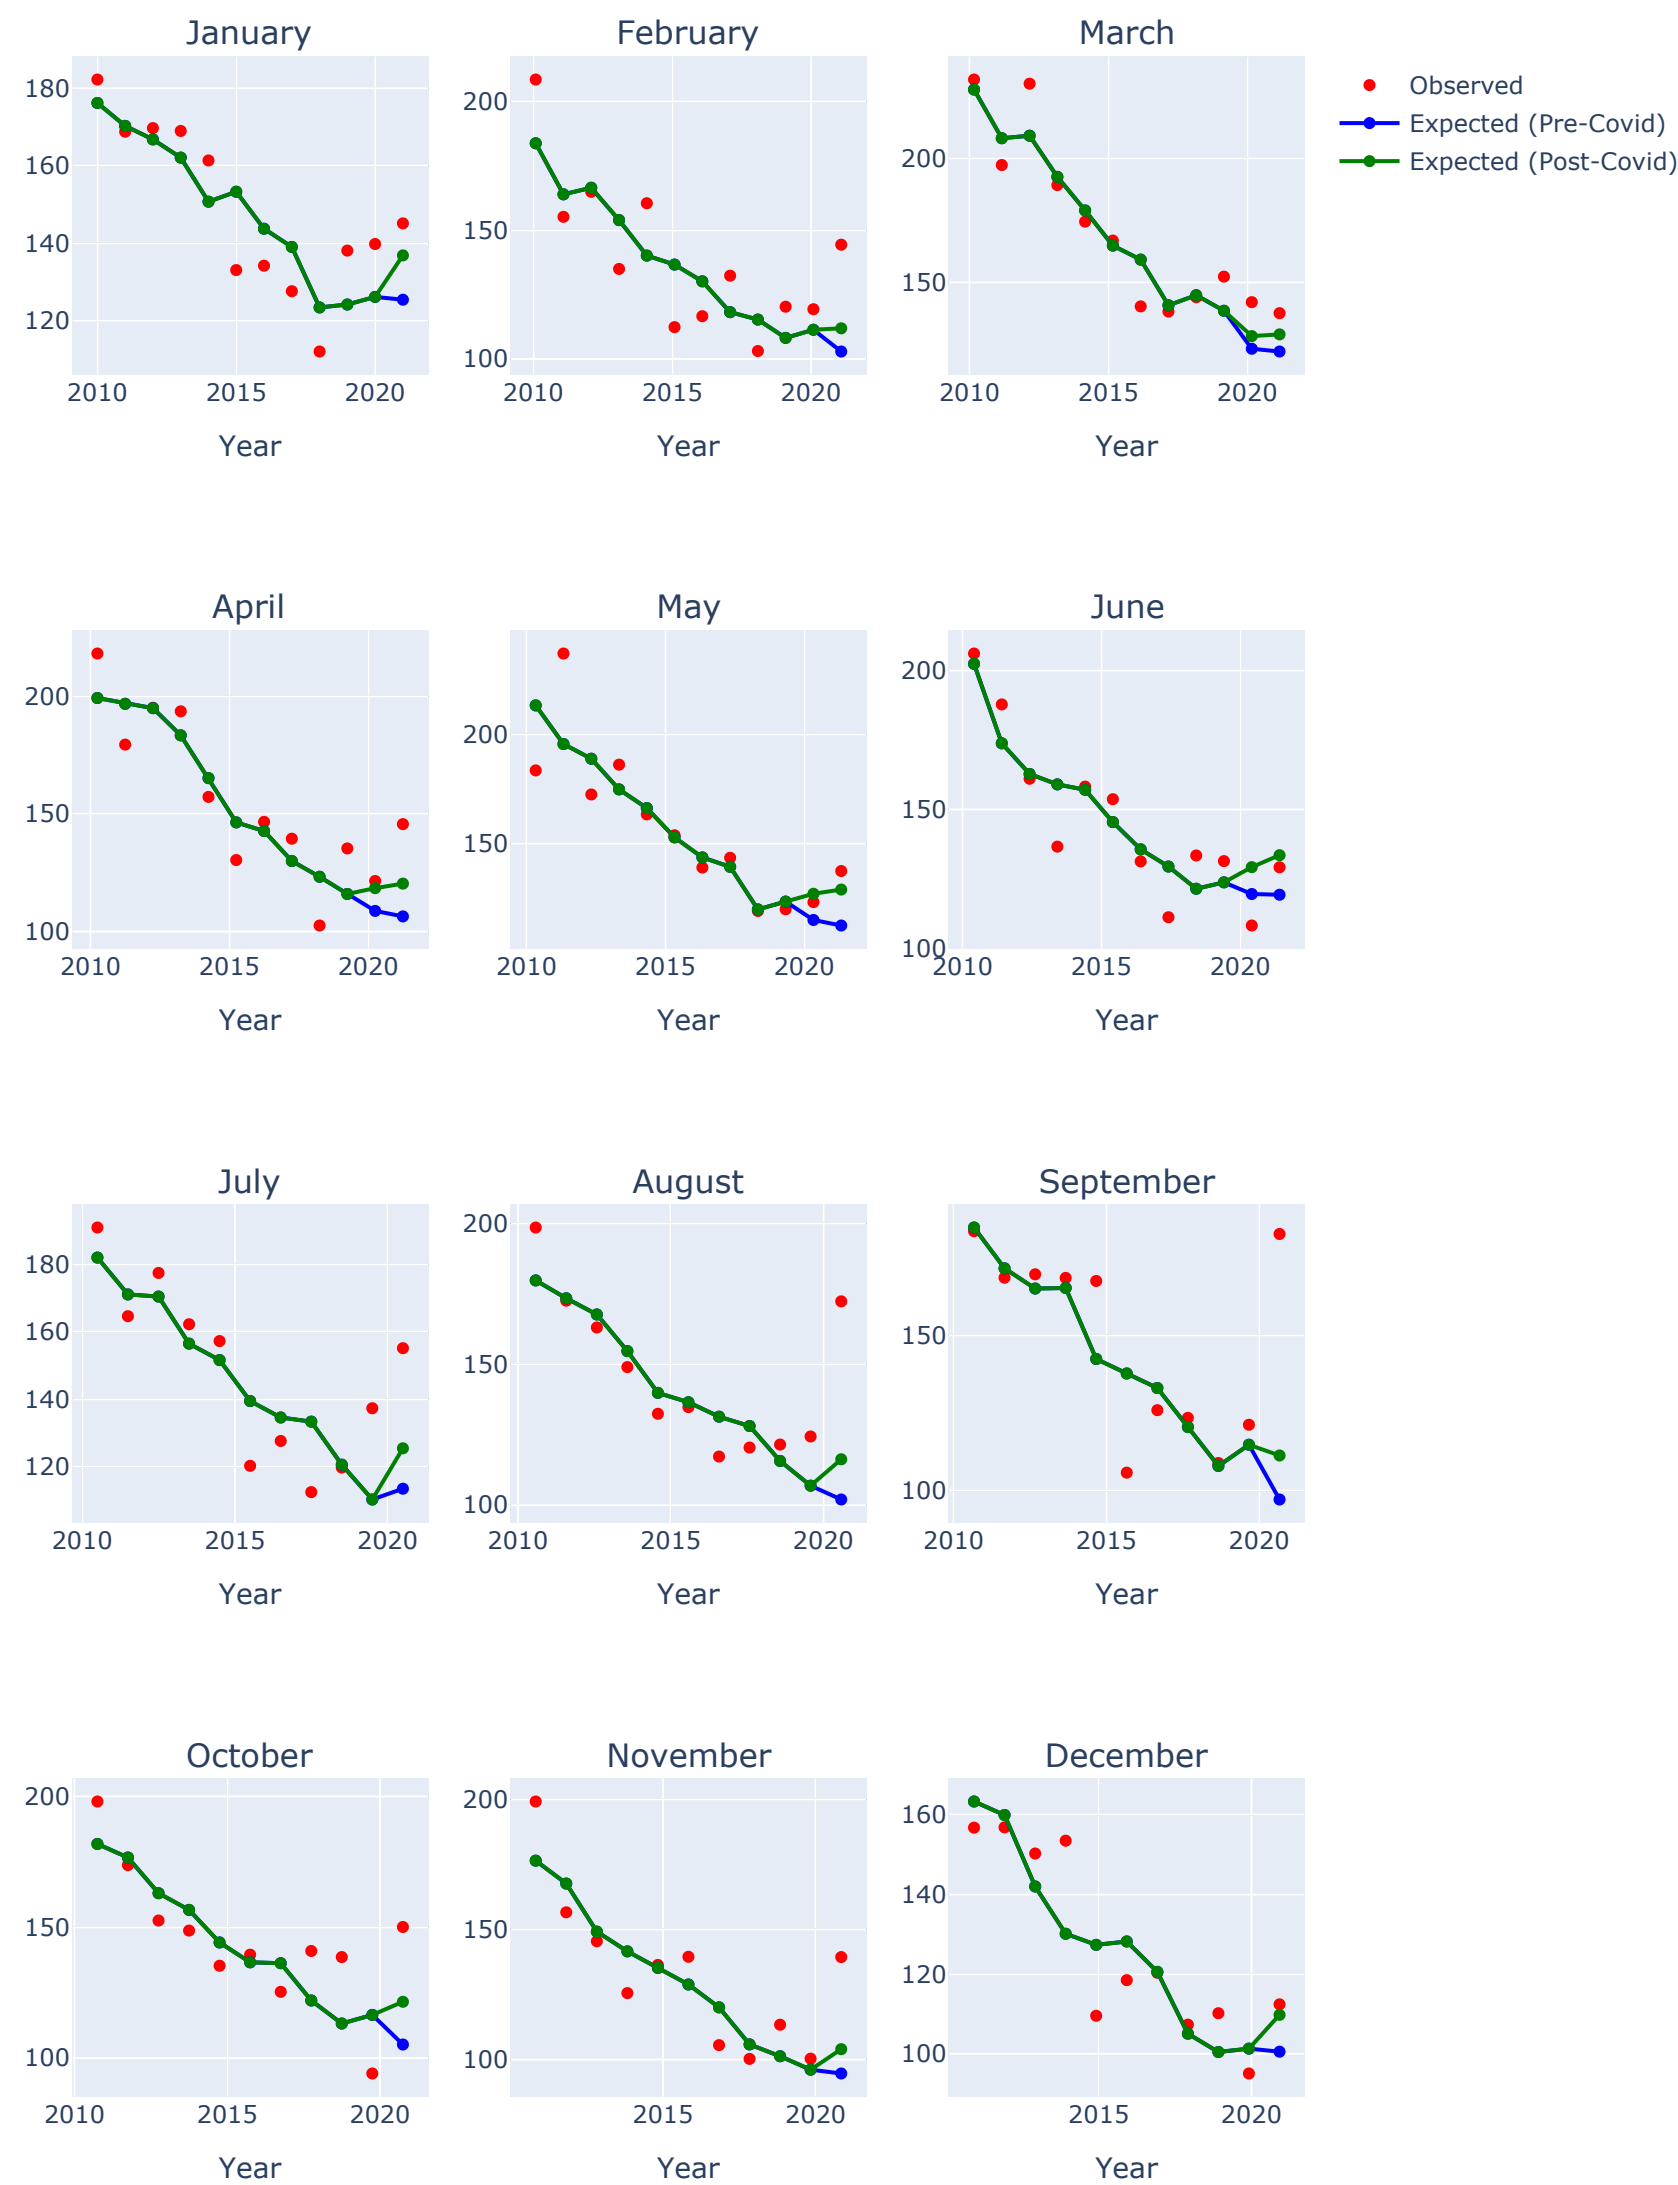 January
February
March
180
160
140
120
2010
2015
2020
Year
200
150
100
2010
2015
2020
Year
200
150
2010
2015
2020
Year
Observed
Expected (Pre-Covid)
Expected (Post-Covid)
April
May
June
200
150
100
2010
2015
2020
Year
200
150
2010
2015
2020
Year
200
150
100
2010
2015
2020
Year
July
August
September
180
160
140
120
2010
2015
2020
Year
200
150
100
2010
2015
2020
Year
150
100
2010
2015
2020
Year
October
November
December
200
150
100
2010
2015
2020
Year
200
150
100
2015
2020
Year
160
140
120
100
2015
2020
Year